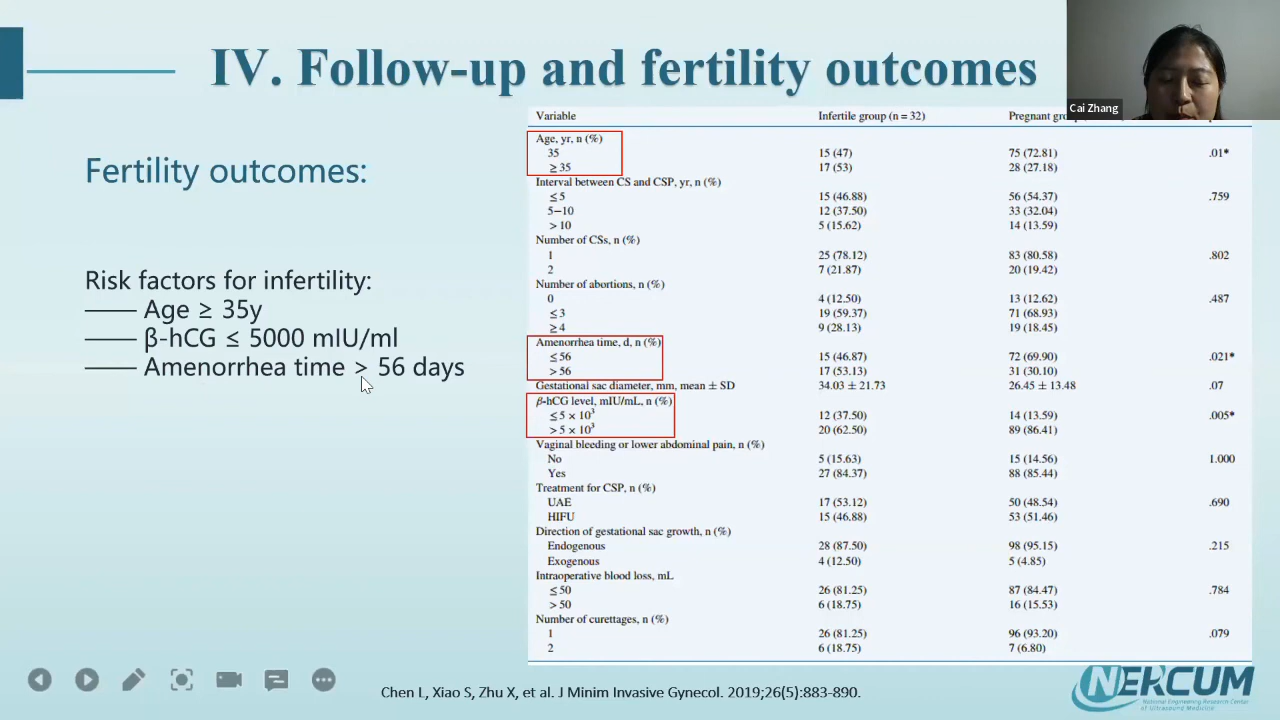 IV. Follow-up and fertility outcomes
Cai Zhang
Fertility outcomes:
Risk factors for infertility:
—— Age ≥ 35y
—— β-hCG ≤ 5000 mIU/ml
—— Amenorrhea time > 56 days
Variable Infertile group (n = 32) Pregnant
Age, yr, n (%)
35 15 (47) 75 (72.81) .01*
≥ 35 17 (53) 28 (27.18)
Interval between CS and CSP, yr, n (%)
≤ 5 15 (46.88) 56 (54.37) .759
5–10 12 (37.50) 33 (32.04)
> 10 5 (15.62) 14 (13.59)
Number of CSs, n (%)
1 25 (78.12) 83 (80.58) .802
2 7 (21.87) 20 (19.42)
Number of abortions, n (%)
0 4 (12.50) 13 (12.62) .487
≤ 3 19 (59.37) 71 (68.93)
≥ 4 9 (28.13) 19 (18.45)
Amenorrhea time, d, n (%)
≤ 56 15 (46.87) 72 (69.90) .021*
> 56 17 (53.13) 31 (30.10)
Gestational sac diameter, mm, mean ± SD 34.03 ± 21.73 26.45 ± 13.48 .07
β-hCG level, mIU/mL, n (%)
≤ 5 × 10³ 12 (37.50) 14 (13.59) .005*
> 5 × 10³ 20 (62.50) 89 (86.41)
Vaginal bleeding or lower abdominal pain, n (%)
No 5 (15.63) 15 (14.56) 1.000
Yes 27 (84.37) 88 (85.44)
Treatment for CSP, n (%)
UAE 17 (53.12) 50 (48.54) .690
HIFU 15 (46.88) 53 (51.46)
Direction of gestational sac growth, n (%)
Endogenous 28 (87.50) 98 (95.15) .215
Exogenous 4 (12.50) 5 (4.85)
Intraoperative blood loss, mL
≤ 50 26 (81.25) 87 (84.47) .784
> 50 6 (18.75) 16 (15.53)
Number of curettages, n (%)
1 26 (81.25) 96 (93.20) .079
2 6 (18.75) 7 (6.80)
Chen L, Xiao S, Zhu X, et al. J Minim Invasive Gynecol. 2019;26(5):883-890.
NERCUM
National Engineering Research Center
of Ultrasound Medicine